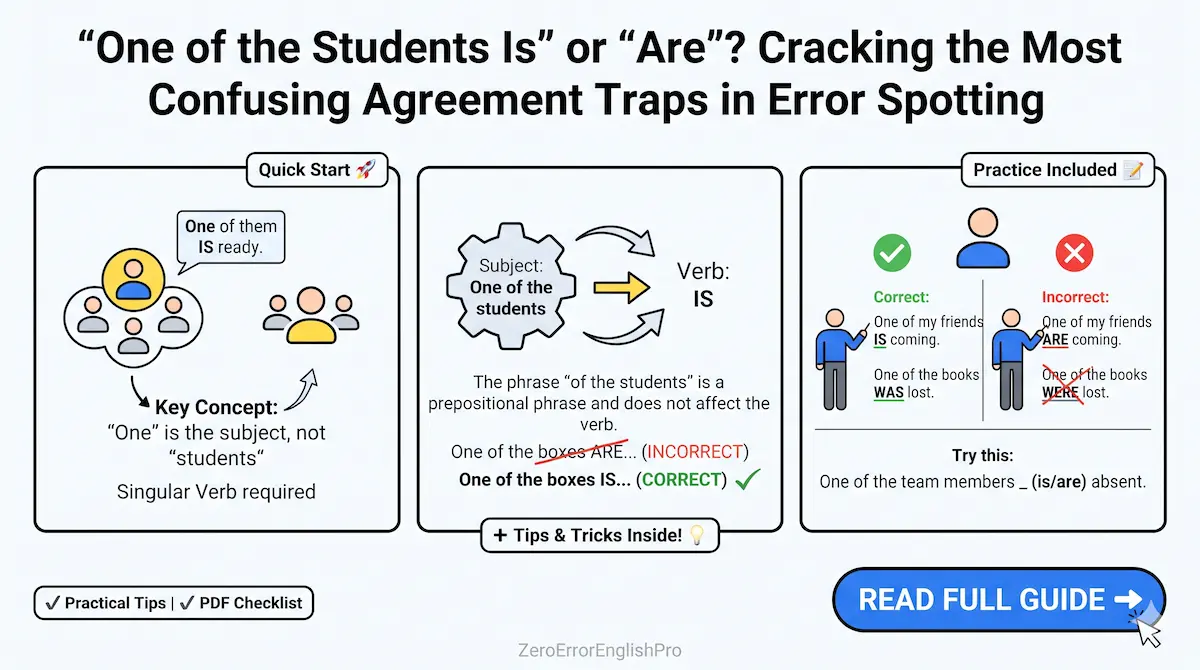 “One of the Students Is” or “Are”? Cracking the Most
Confusing Agreement Traps in Error Spotting
Quick Start 🚀
One of them
IS ready.
Key Concept:
“One” is the subject, not
“students“
Singular Verb required
Subject:
One of the
students
Verb:
IS
The phrase “of the students” is a
prepositional phrase and does not affect the
verb.
One of the boxes ARE... (INCORRECT)
One of the boxes IS... (CORRECT) ✓
+ Tips & Tricks Inside! 💡
Practice Included 📝
Correct:
One of my friends
IS coming.
One of the books
WAS lost.
Incorrect:
One of my friends
ARE coming.
One of the books
WERE lost.
Try this:
One of the team members _ (is/are) absent.
✓ Practical Tips | ✓ PDF Checklist
READ FULL GUIDE →
ZeroErrorEnglishPro